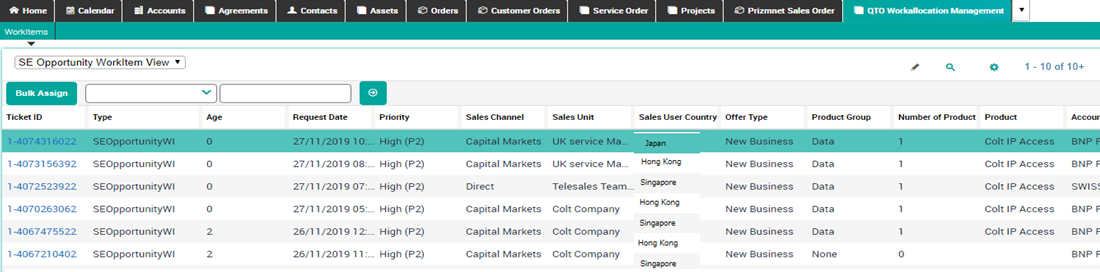 Home Calendar Accounts Agreements Contacts Assets Orders Customer Orders Service Order Projects Prizmnet Sales Order QTO Workallocation Management
WorkItems
SE Opportunity WorkItem View 1 - 10 of 10+
Bulk Assign
Ticket ID Type Age Request Date Priority Sales Channel Sales Unit Sales User Country Offer Type Product Group Number of Product Product Accou
1-4074316022 SEOpportunityWI 0 27/11/2019 10:... High (P2) Capital Markets UK service Ma... Japan New Business Data 1 Colt IP Access BNP F
1-4073156392 SEOpportunityWI 0 27/11/2019 08:... High (P2) Capital Markets UK service Ma... Hong Kong New Business Data 1 Colt IP Access BNP F
1-4072523922 SEOpportunityWI 0 27/11/2019 07:... High (P2) Direct Telesales Team... Singapore New Business Data 1 Colt IP Access SWISS
1-4070263062 SEOpportunityWI 0 27/11/2019 05:... High (P2) Capital Markets Colt Company Hong Kong New Business Data 1 Colt IP Access BNP F
1-4067475522 SEOpportunityWI 2 26/11/2019 12:... High (P2) Capital Markets Colt Company Singapore New Business Data 1 Colt IP Access BNP F
Hong Kong
1-4067210402 SEOpportunityWI 2 26/11/2019 11:... High (P2) Capital Markets Colt Company Singapore New Business None 0 BNP F